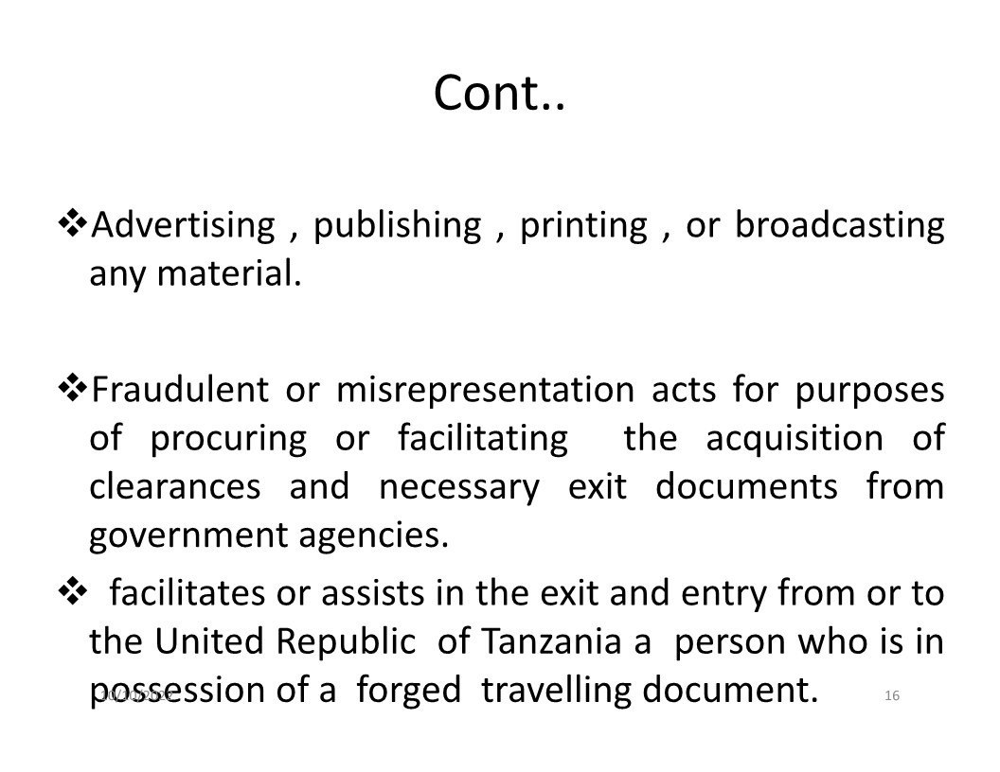 Cont..
❖Advertising , publishing , printing , or broadcasting
any material.
❖Fraudulent or misrepresentation acts for purposes
of procuring or facilitating the acquisition of
clearances and necessary exit documents from
government agencies.
❖ facilitates or assists in the exit and entry from or to
the United Republic of Tanzania a person who is in
possession of a forged travelling document.
16